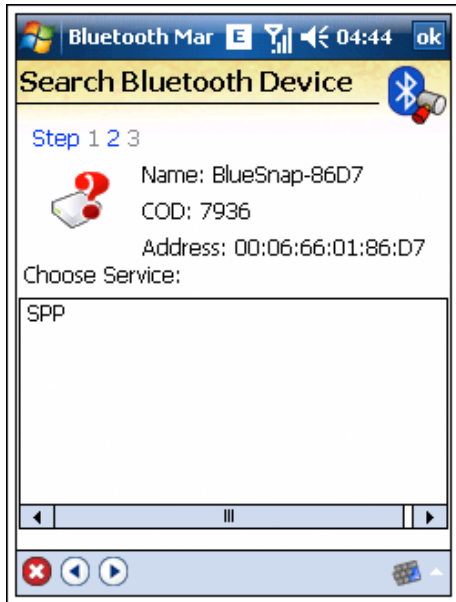 Bluetooth Mar E 04:44 ok
Search Bluetooth Device
Step 1 2 3
Name: BlueSnap-86D7
COD: 7936
Address: 00:06:66:01:86:D7
Choose Service:
SPP